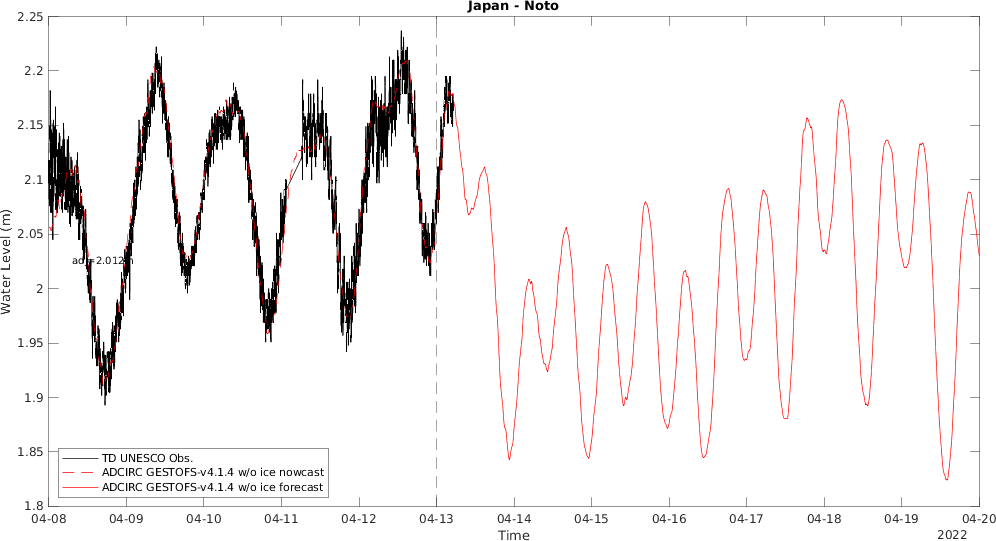 Japan - Noto
2.25
2.2
2.15
2.1
2.05
2
1.95
1.9
1.85
1.8
Water Level (m)
TD UNESCO Obs.
ADCIRC GESTOFS-v4.1.4 w/o ice nowcast
ADCIRC GESTOFS-v4.1.4 w/o ice forecast
04-08 04-09 04-10 04-11 04-12 04-13 04-14 04-15 04-16 04-17 04-18 04-19 04-20
Time
2022